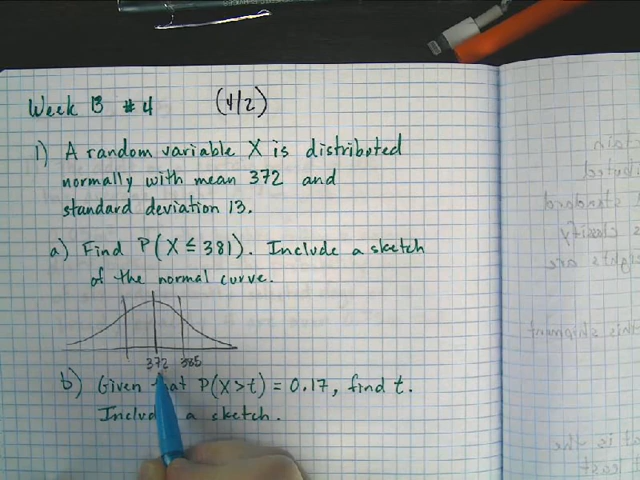 Week 13 #4 (4/2)
1) A random variable X is distributed
normally with mean 372 and
standard deviation 13.
a) Find P(X ≤ 381). Include a sketch
of the normal curve.
372 385
b) Given that P(X>t) = 0.17, find t.
Include a sketch.